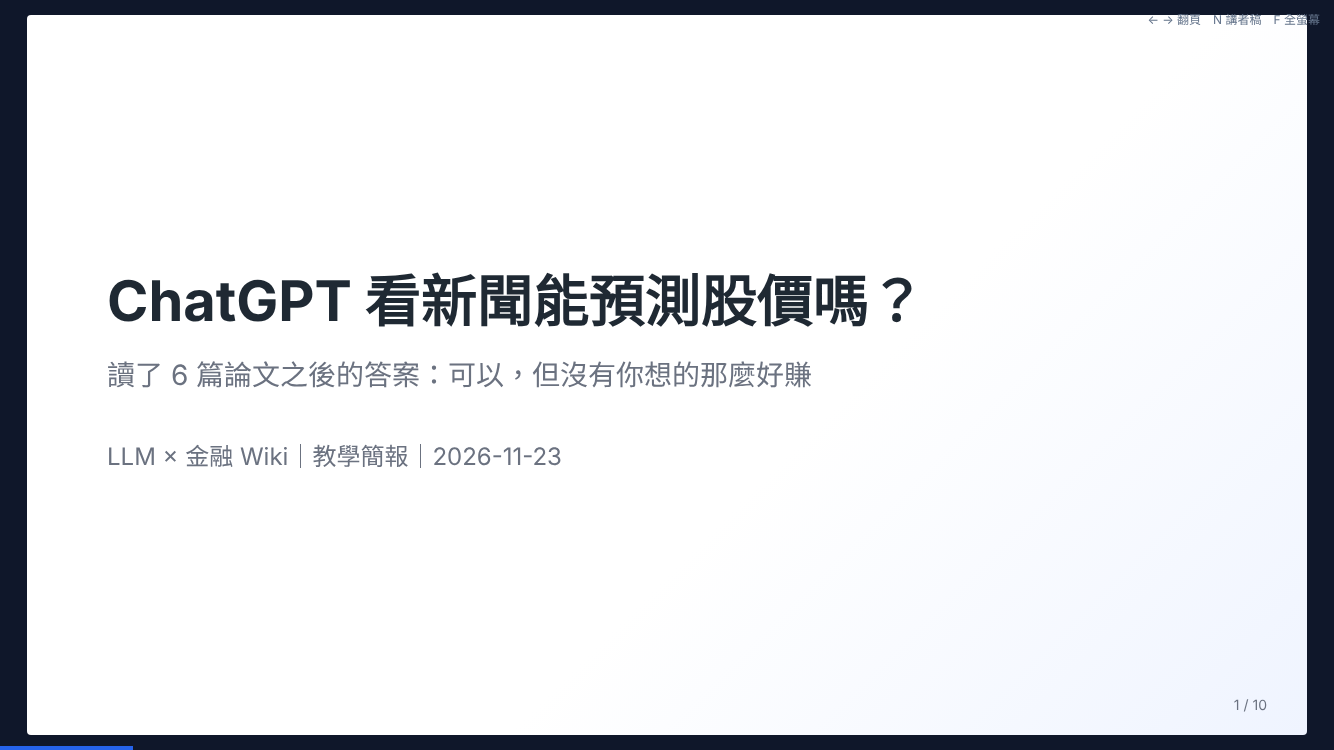 ← → 翻頁 N 講者稿 F 全螢幕
ChatGPT 看新聞能預測股價嗎？
讀了 6 篇論文之後的答案：可以，但沒有你想的那麼好賺
LLM × 金融 Wiki｜教學簡報｜2026-11-23
1 / 10